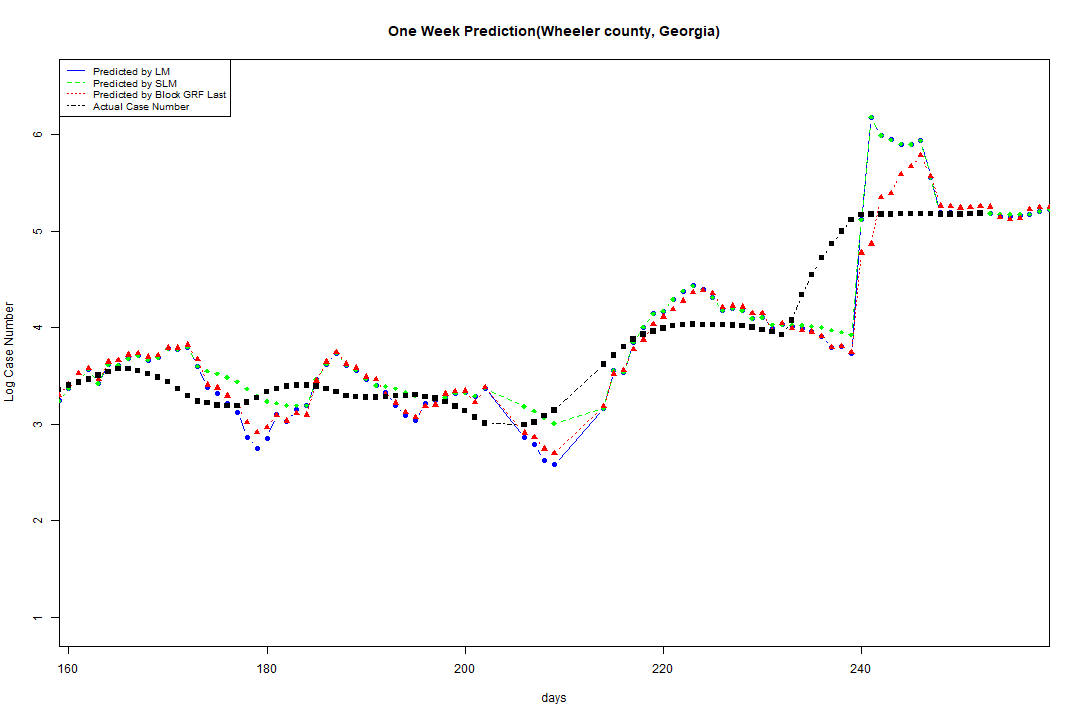 One Week Prediction(Wheeler county, Georgia)
Predicted by LM
Predicted by SLM
Predicted by Block GRF Last
Actual Case Number
6
5
4
3
2
1
Log Case Number
160 180 200 220 240
days